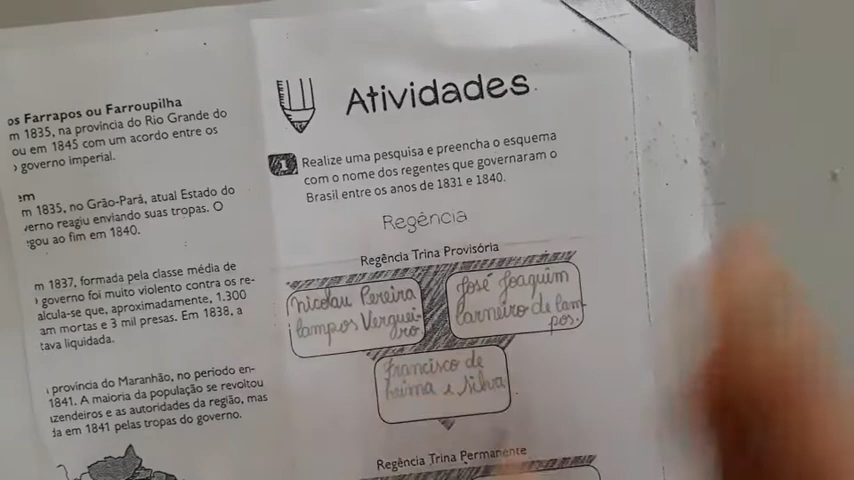 os Farrapos ou Farroupilha
m 1835, na província do Rio Grande do
ou em 1845 com um acordo entre os
governo imperial.
em
m 1835, no Grão-Pará, atual Estado do
verno reagiu enviando suas tropas. O
gou ao fim em 1840.
m 1837, formada pela classe média de
governo foi muito violento contra os re-
alcula-se que, aproximadamente, 1.300
am mortas e 3 mil presas. Em 1838, a
tava liquidada.
província do Maranhão, no período en-
1841. A maioria da população se revoltou
zendeiros e as autoridades da região, mas
da em 1841 pelas tropas do governo.
Atividades
1 Realize uma pesquisa e preencha o esquema
com o nome dos regentes que governaram o
Brasil entre os anos de 1831 e 1840.
Regência
Regência Trina Provisória
Nicolau Pereira
Campos Verguei-
ro.
José Joaquim
Carneiro de Cam-
pos.
Francisco de
Leima e Silva
Regência Trina Permanente